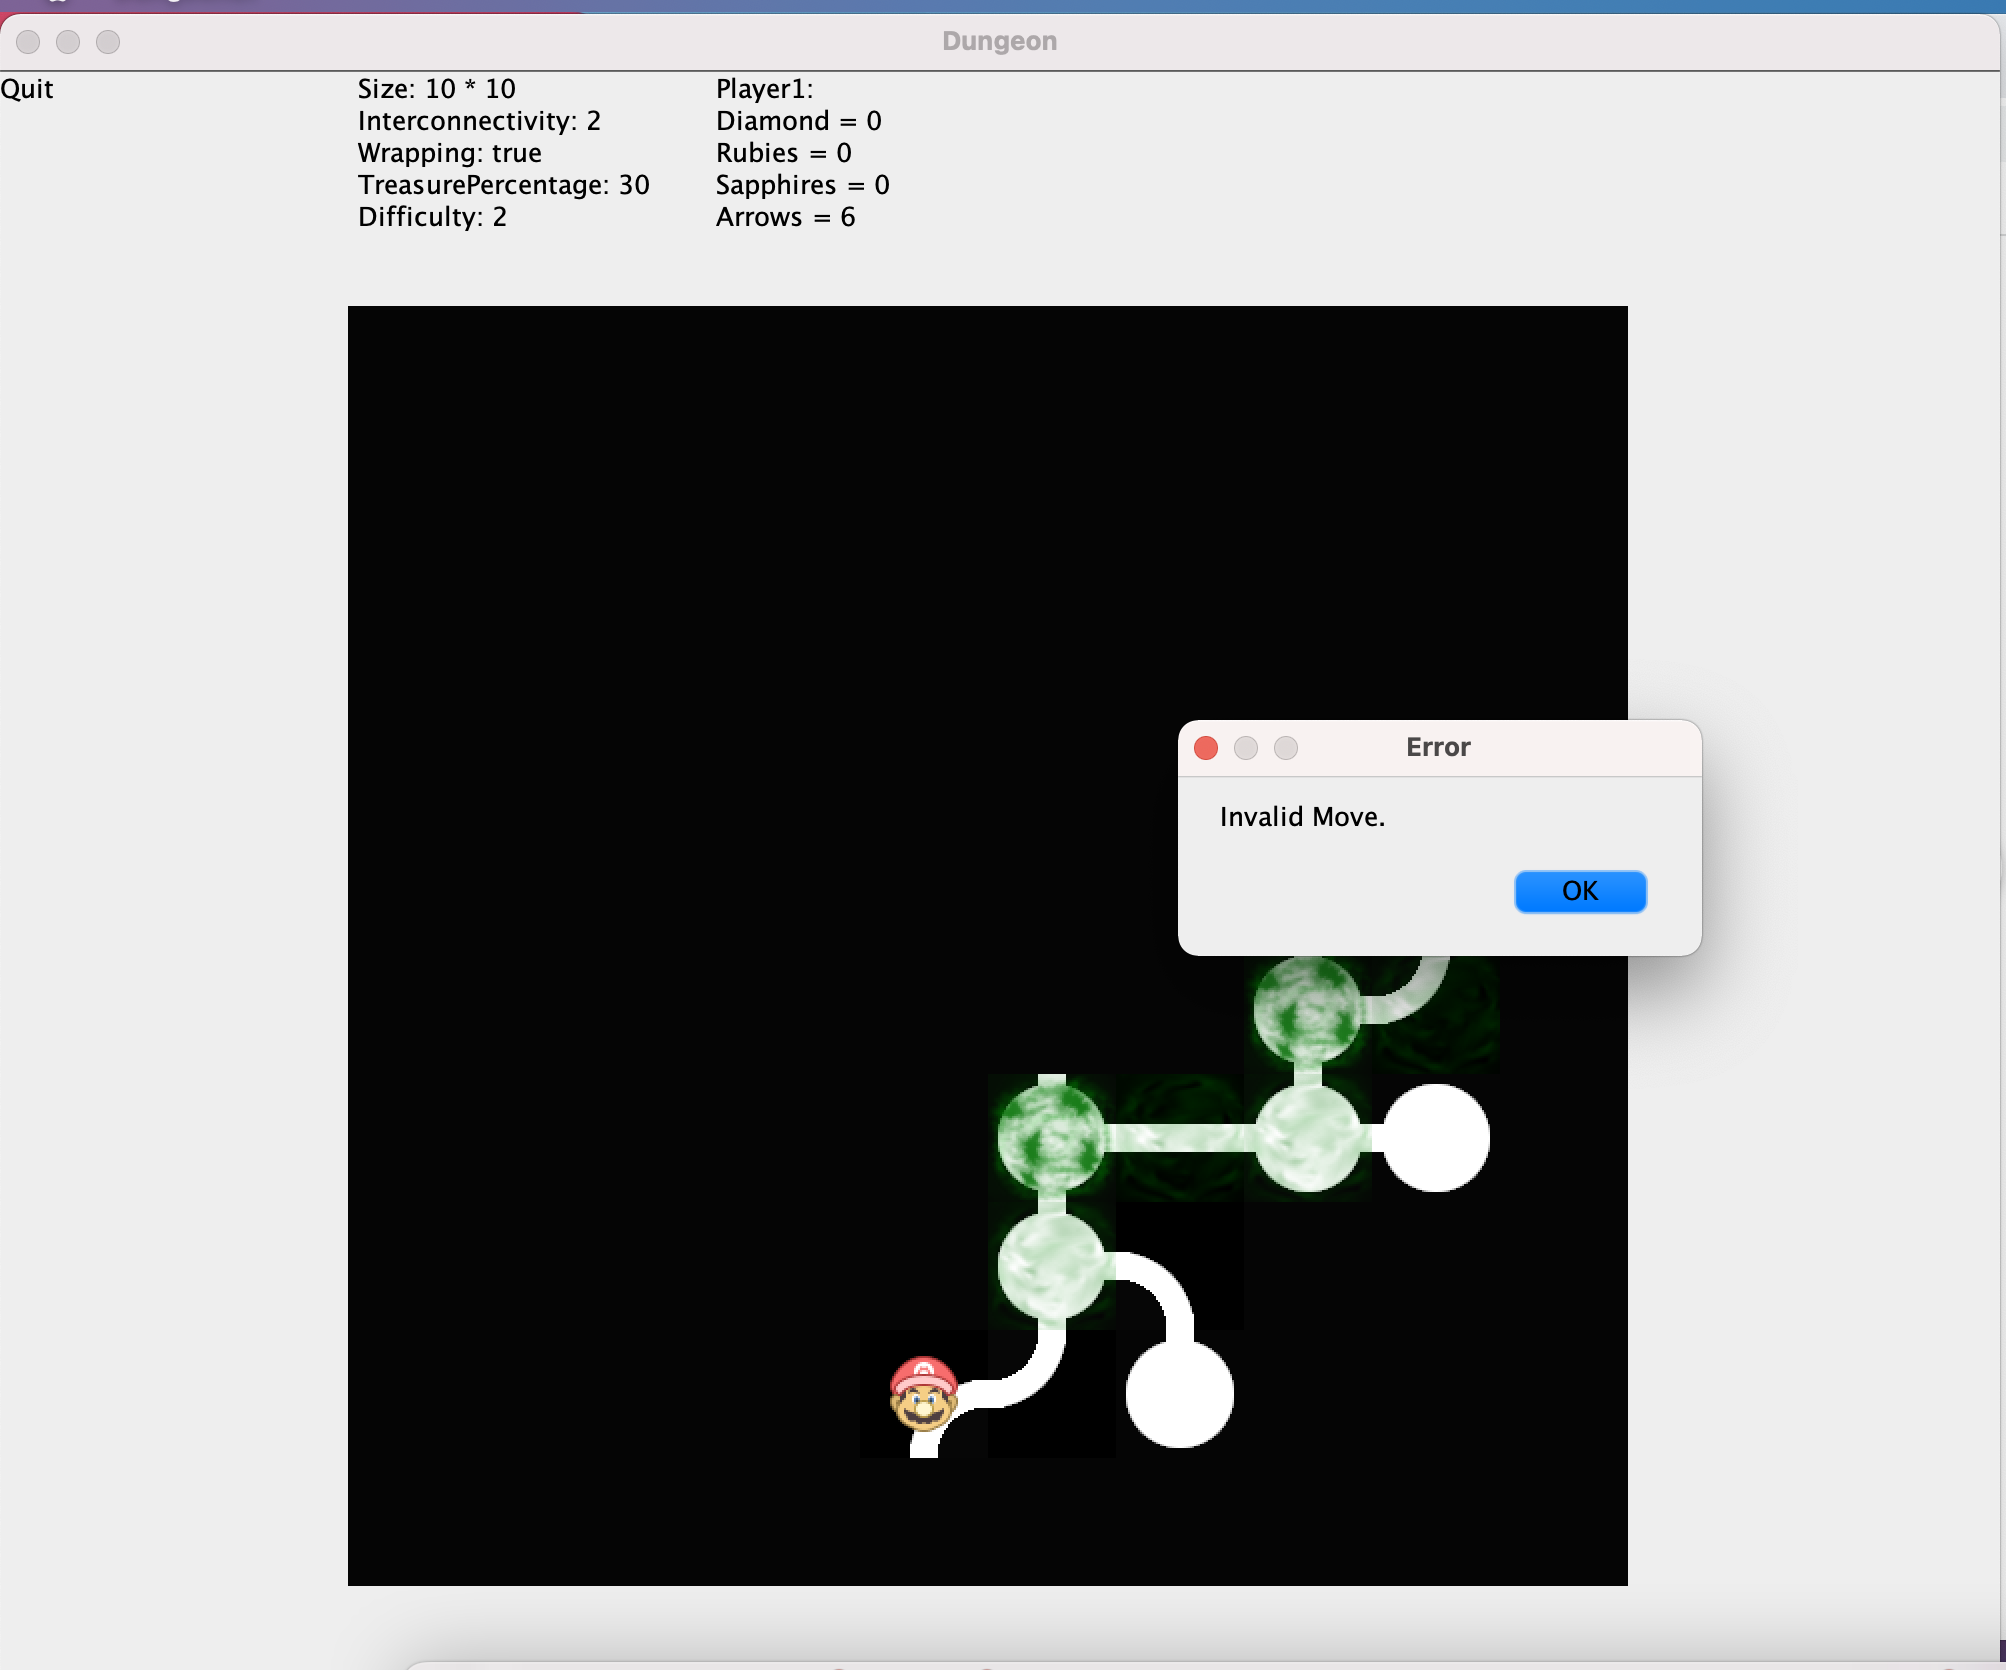 Dungeon
Quit
Size: 10 * 10
Interconnectivity: 2
Wrapping: true
TreasurePercentage: 30
Difficulty: 2
Player1:
Diamond = 0
Rubies = 0
Sapphires = 0
Arrows = 6
Error
Invalid Move.
OK